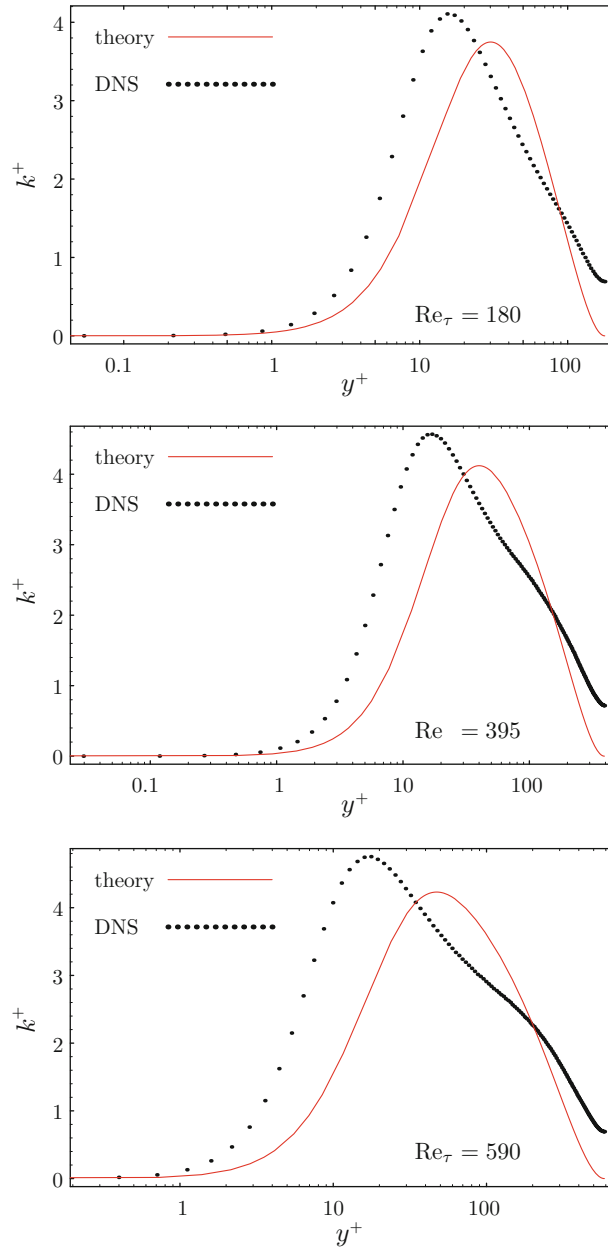 4
theory
DNS
3
k⁺
2
1
Reτ = 180
0
0.1 1 10 100
y⁺
theory
4
DNS
3
k⁺
2
1
Re = 395
0
0.1 1 10 100
y⁺
theory
4
DNS
3
k⁺
2
1
Reτ = 590
0
1 10 100
y⁺